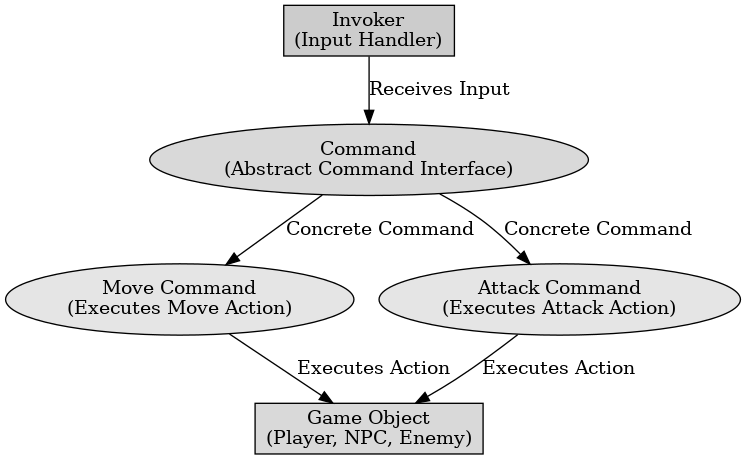 Invoker
(Input Handler)
Receives Input
Command
(Abstract Command Interface)
Concrete Command
Concrete Command
Move Command
(Executes Move Action)
Attack Command
(Executes Attack Action)
Executes Action
Executes Action
Game Object
(Player, NPC, Enemy)